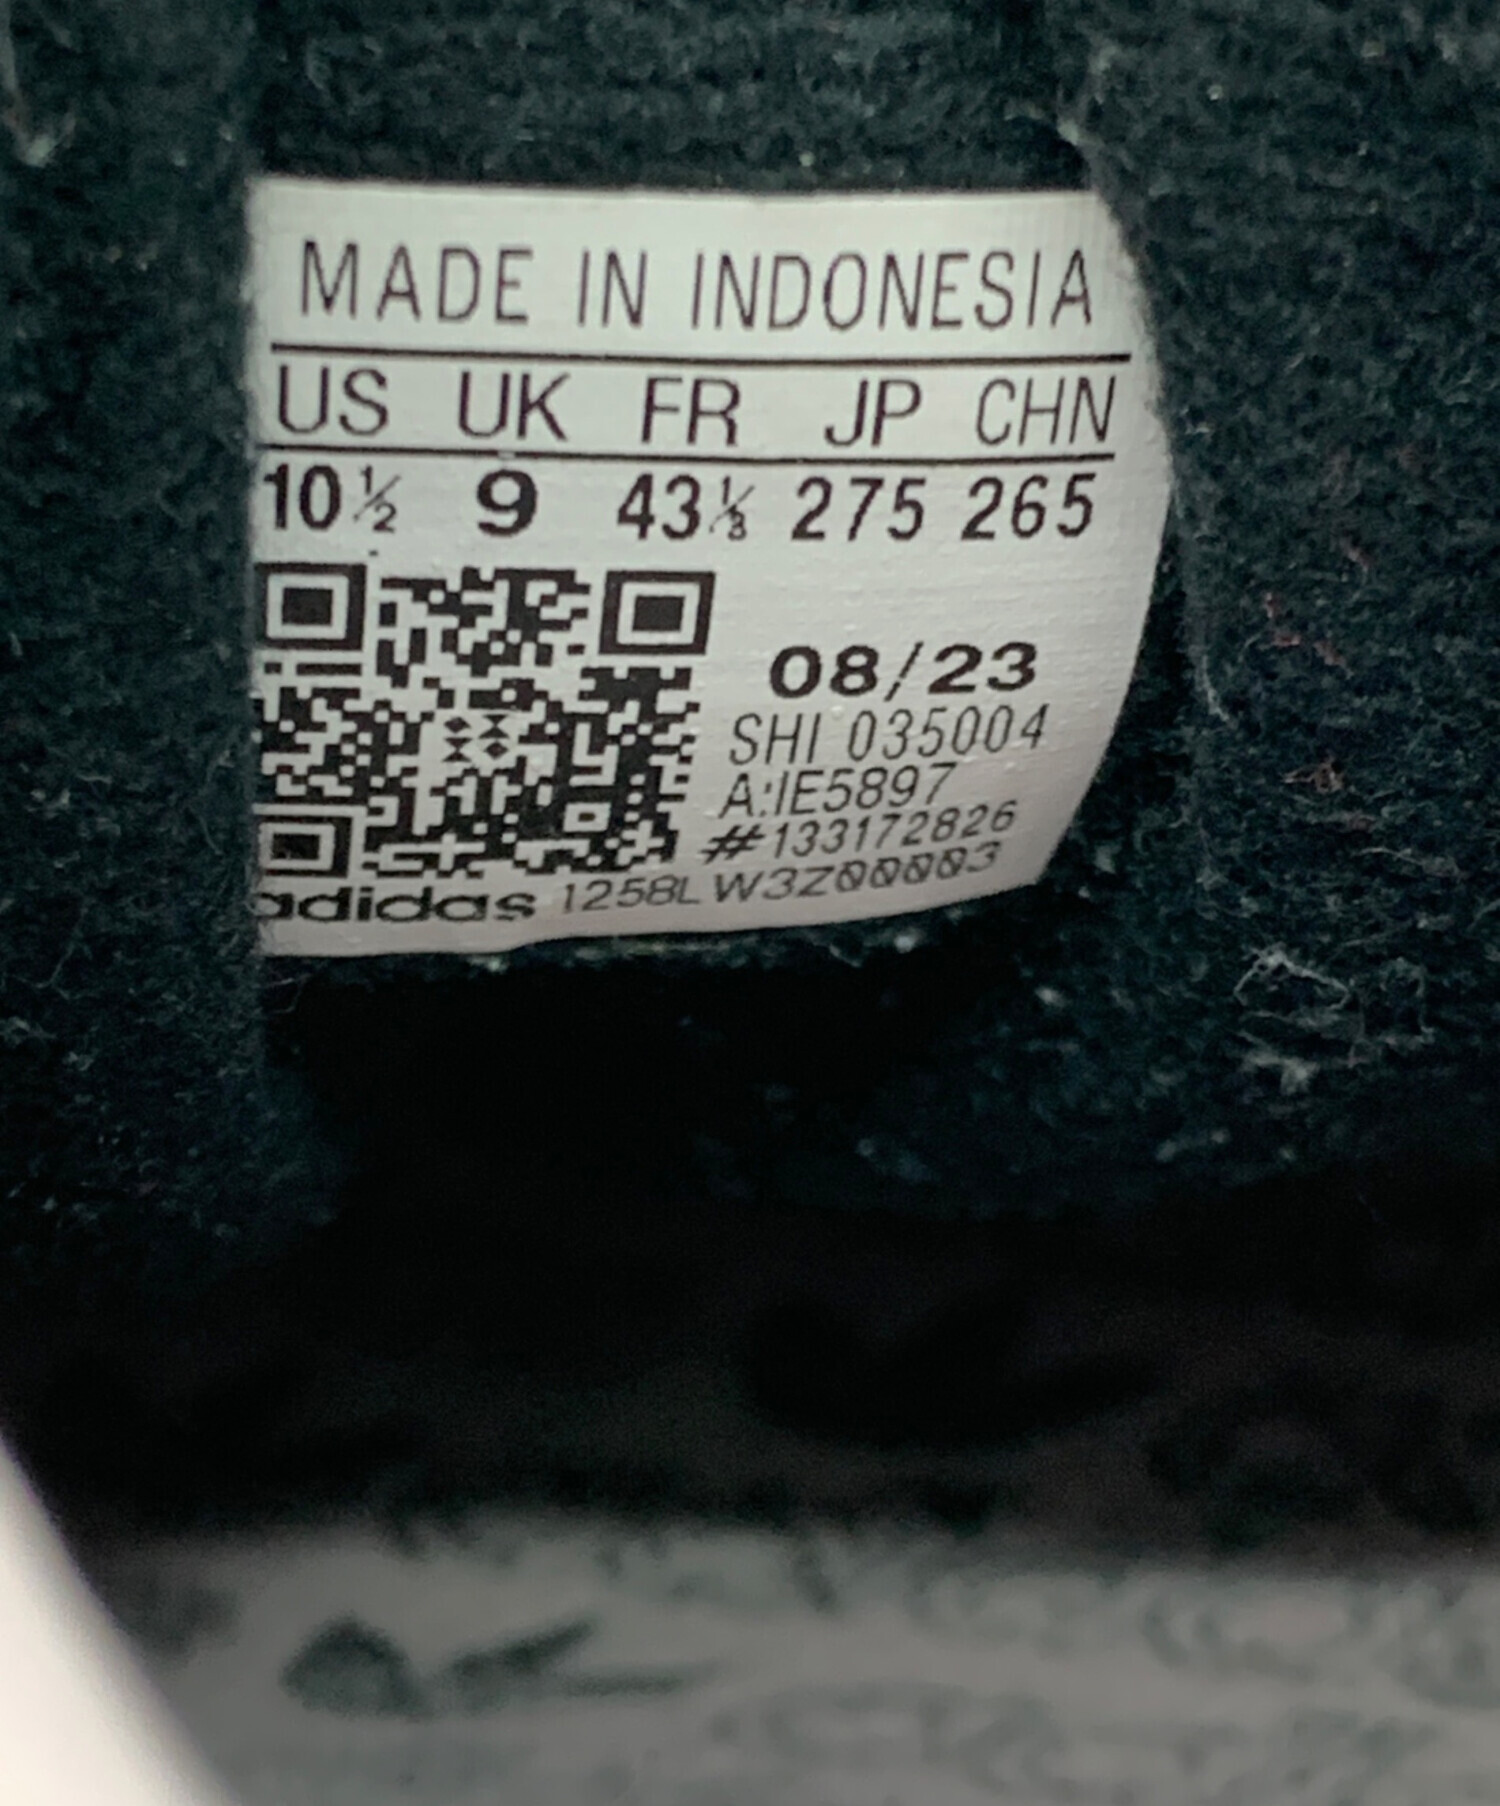 MADE IN INDONESIA
US UK FR JP CHN
10½ 9 43⅓ 275 265
08/23
SHI 035004
A:IE5897
#133172826
adidas 1258LW3Z00003